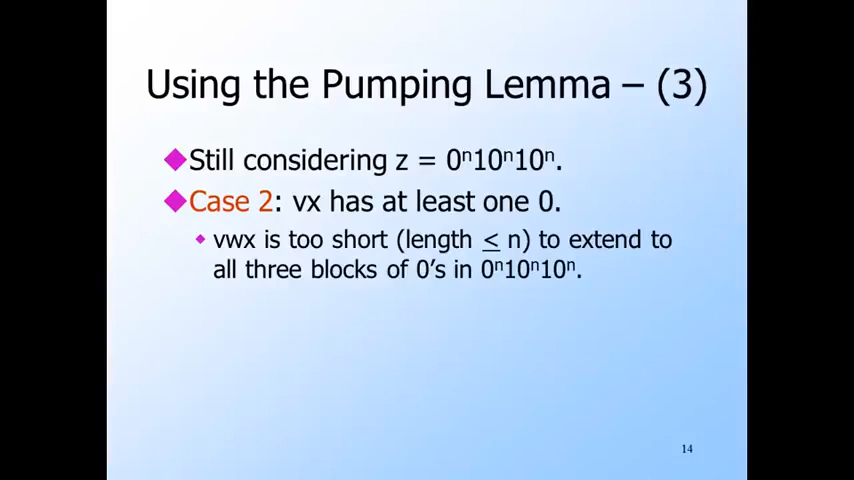 Using the Pumping Lemma – (3)
Still considering z = 0ⁿ10ⁿ10ⁿ.
Case 2: vx has at least one 0.
vwx is too short (length ≤ n) to extend to
all three blocks of 0's in 0ⁿ10ⁿ10ⁿ.
14